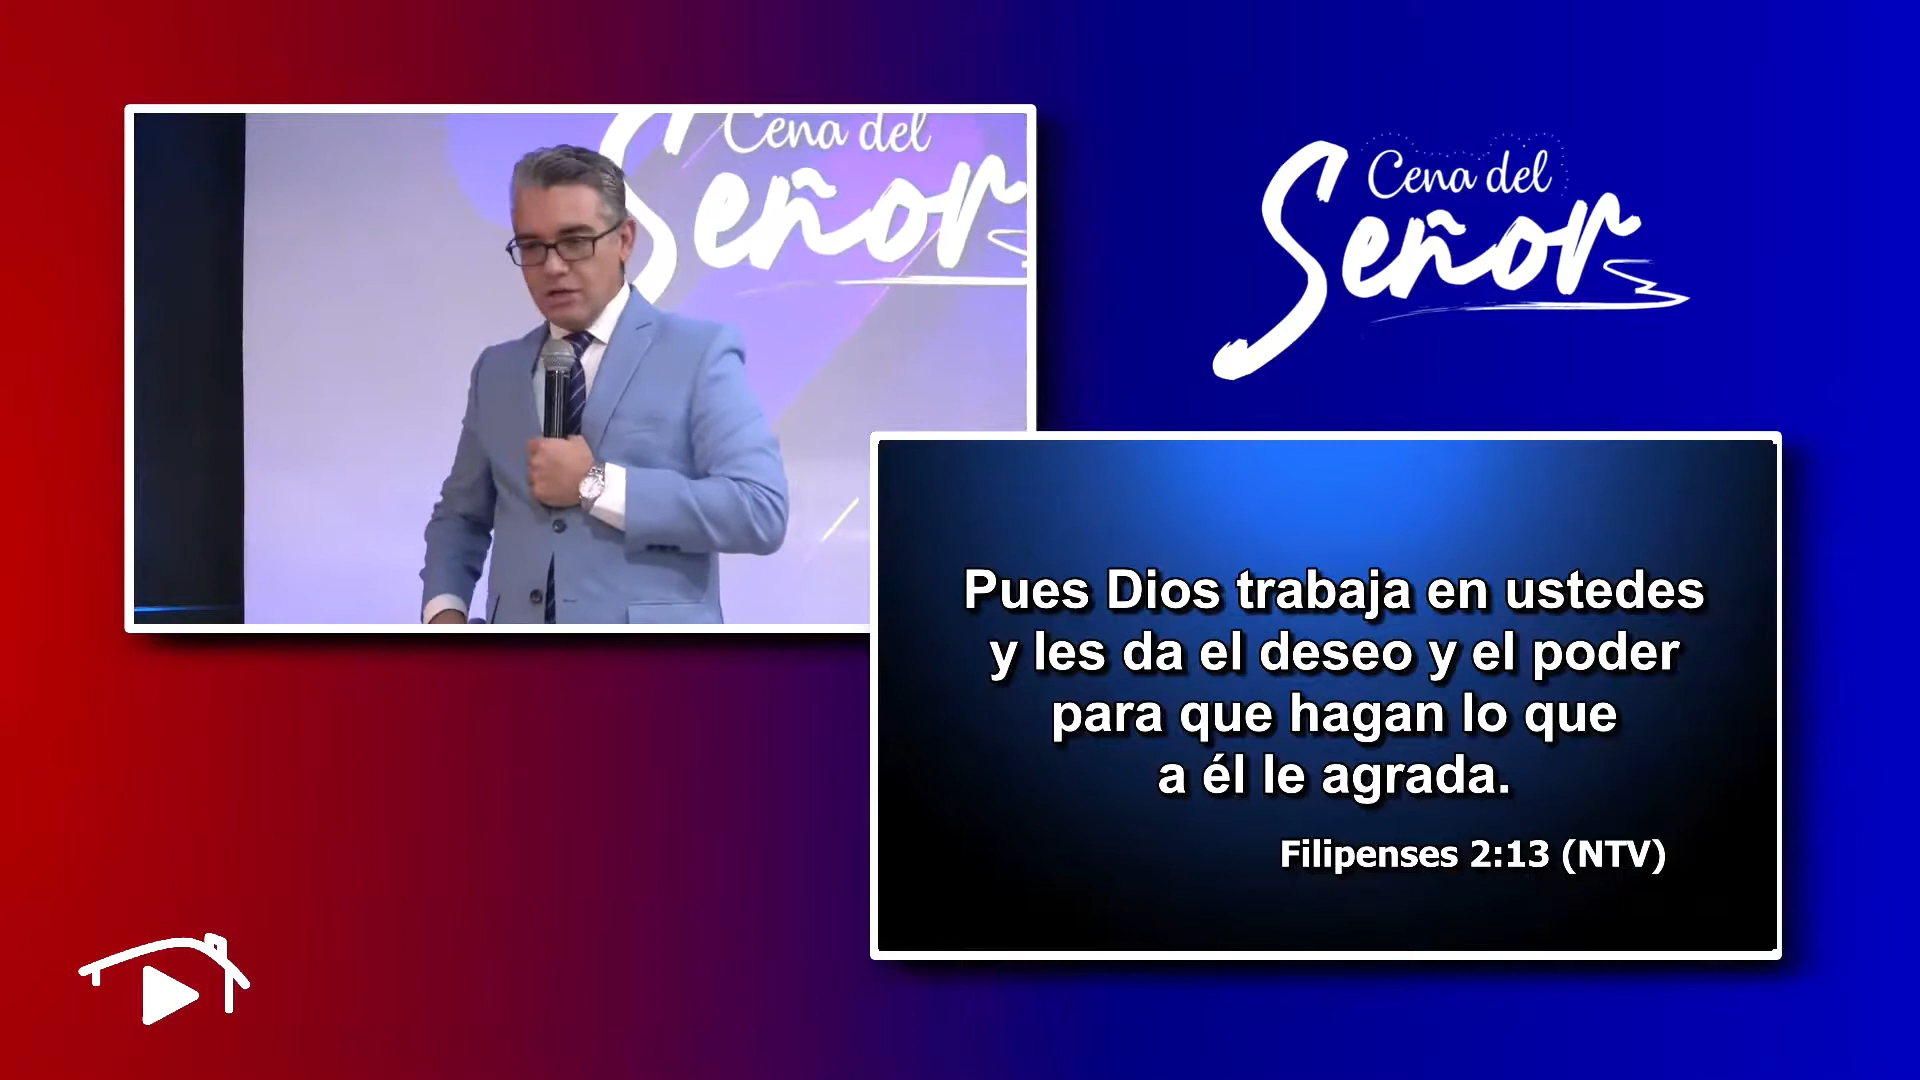 Cena del
Señor
Cena del
Señor
Pues Dios trabaja en ustedes
y les da el deseo y el poder
para que hagan lo que
a él le agrada.
Filipenses 2:13 (NTV)